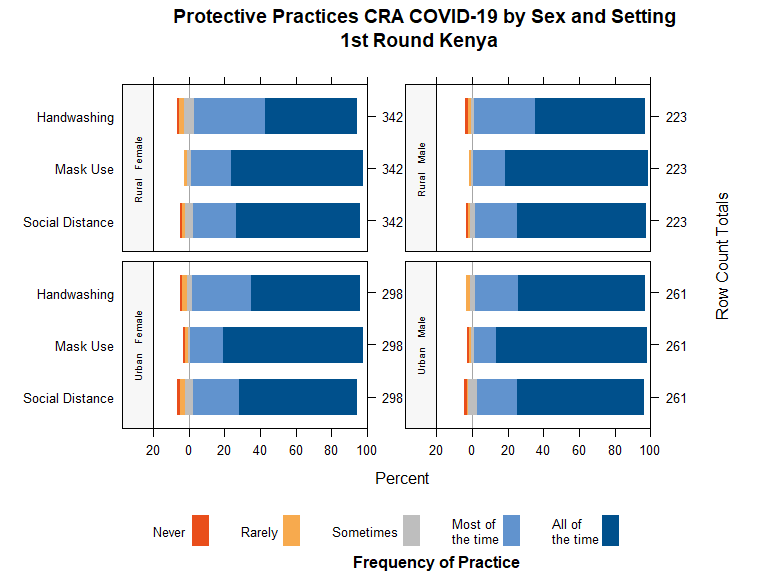 Protective Practices CRA COVID-19 by Sex and Setting
1st Round Kenya
Handwashing
Mask Use
Social Distance
Rural Female
342
342
342
Rural Male
223
223
223
Handwashing
Mask Use
Social Distance
Urban Female
298
298
298
Urban Male
261
261
261
Row Count Totals
20 0 20 40 60 80 100
20 0 20 40 60 80 100
Percent
Never
Rarely
Sometimes
Most of
the time
All of
the time
Frequency of Practice